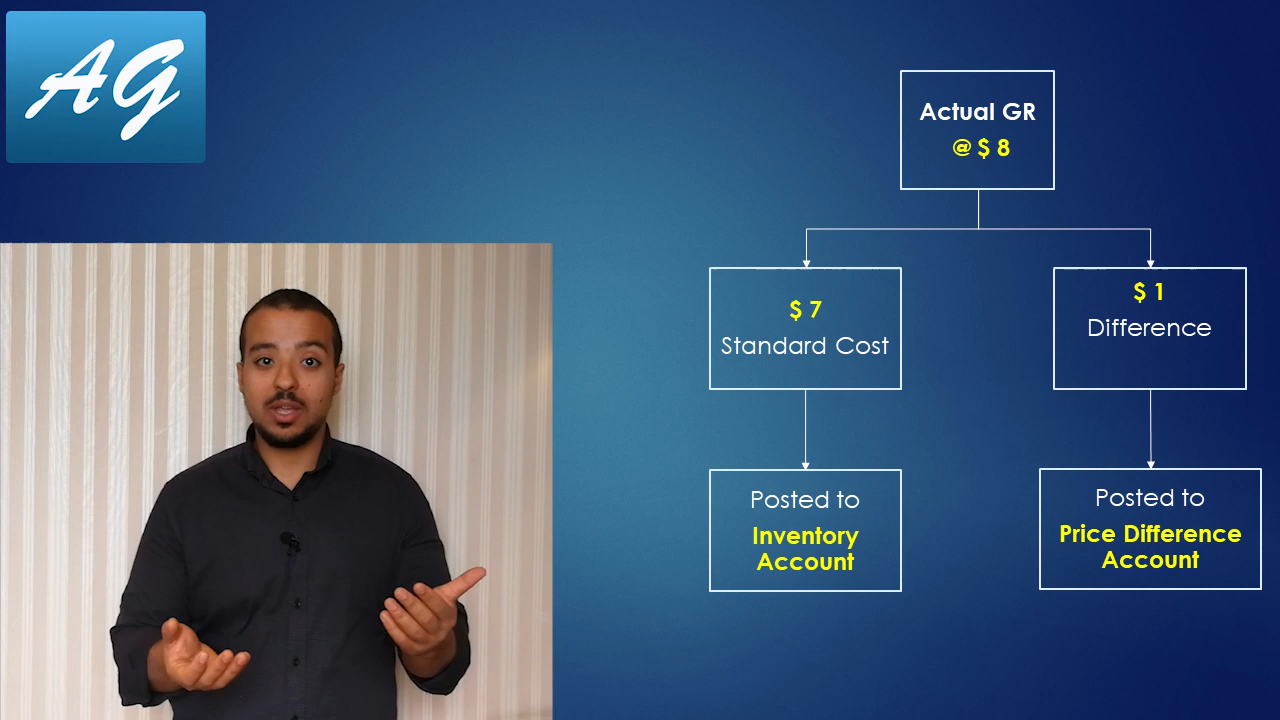 AG
Actual GR
@ $ 8
$ 7
Standard Cost
$ 1
Difference
Posted to
Inventory
Account
Posted to
Price Difference
Account